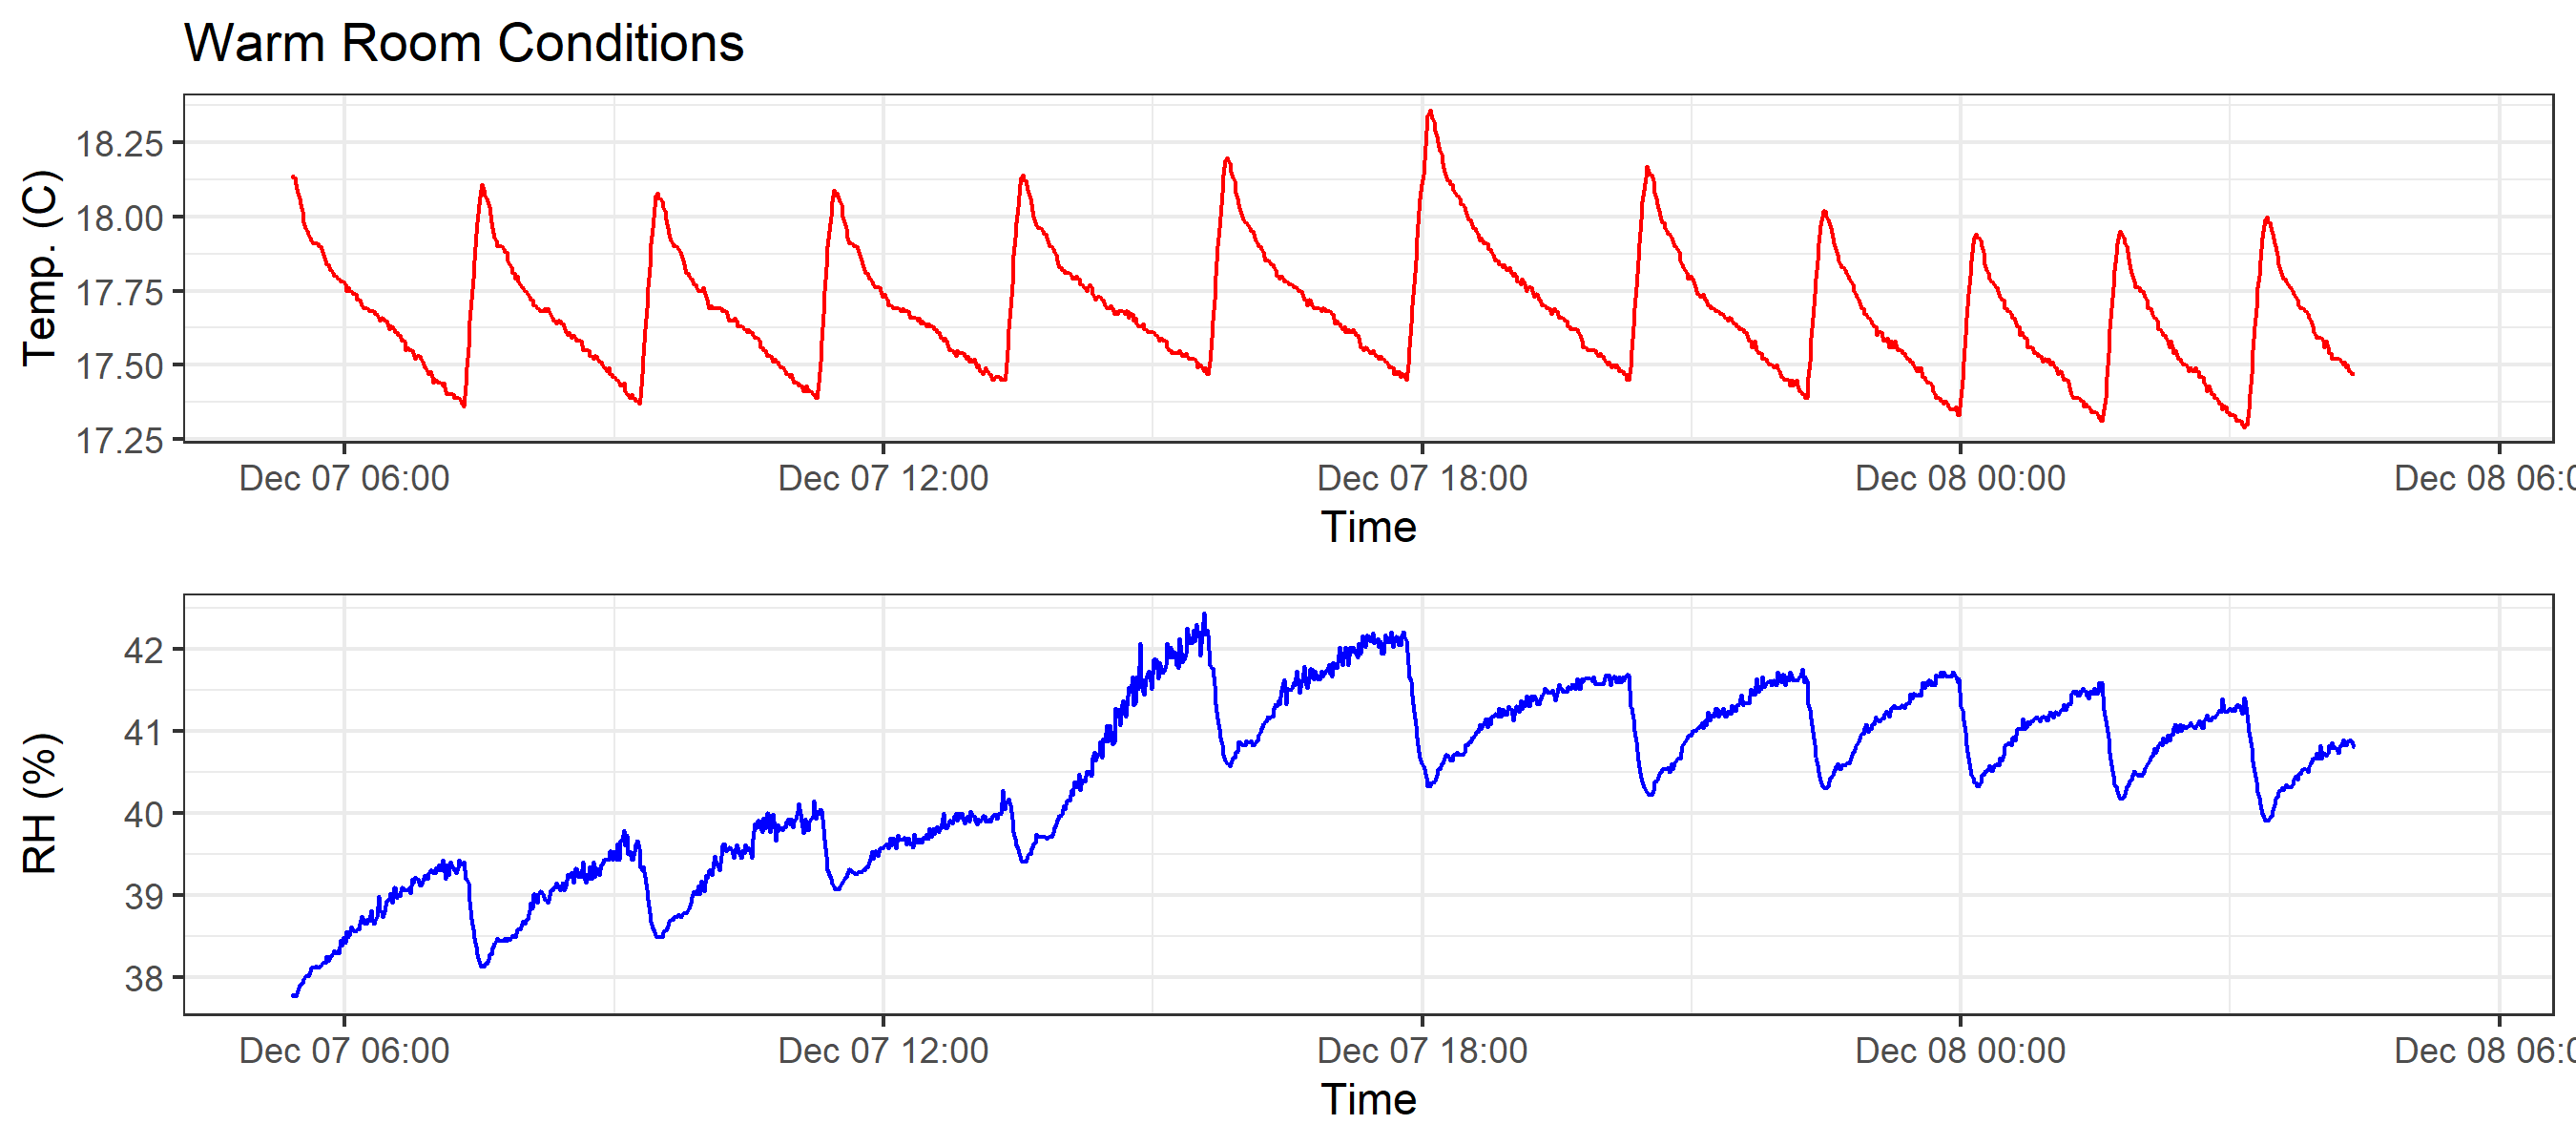 Warm Room Conditions
Temp. (C)
18.25
18.00
17.75
17.50
17.25
Dec 07 06:00 Dec 07 12:00 Dec 07 18:00 Dec 08 00:00 Dec 08 06:0
Time
RH (%)
42
41
40
39
38
Dec 07 06:00 Dec 07 12:00 Dec 07 18:00 Dec 08 00:00 Dec 08 06:0
Time